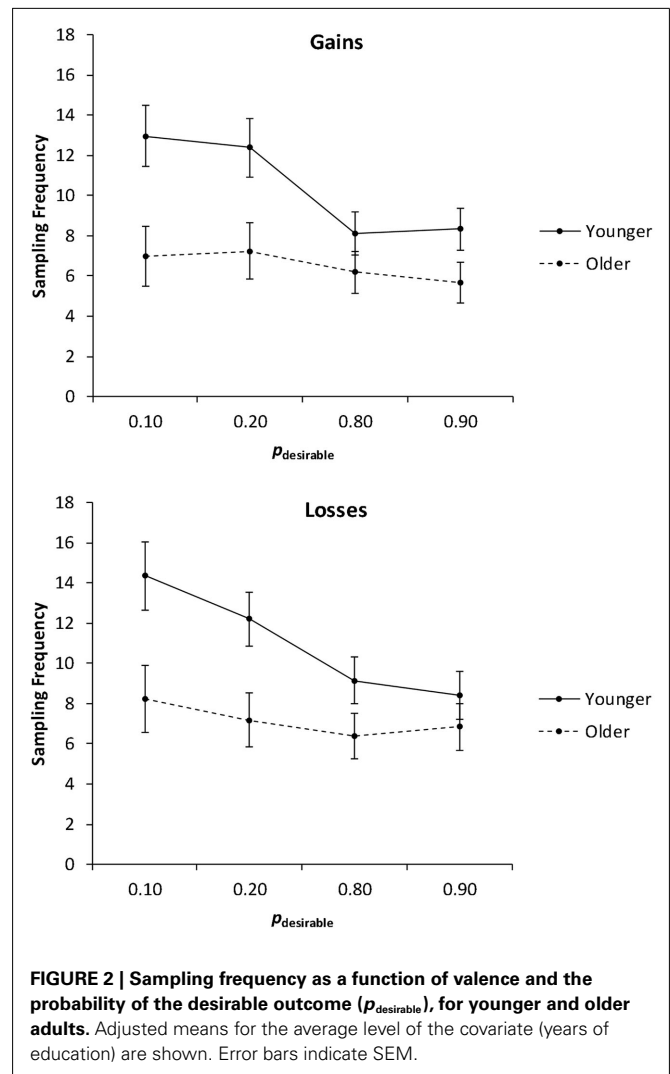 Gains
18
16
14
12
10
8
6
4
2
0
Sampling Frequency
0.10 0.20 0.80 0.90
pdesirable
Younger
Older
Losses
18
16
14
12
10
8
6
4
2
0
Sampling Frequency
0.10 0.20 0.80 0.90
pdesirable
Younger
Older
FIGURE 2 | Sampling frequency as a function of valence and the
probability of the desirable outcome (pdesirable), for younger and older
adults. Adjusted means for the average level of the covariate (years of
education) are shown. Error bars indicate SEM.